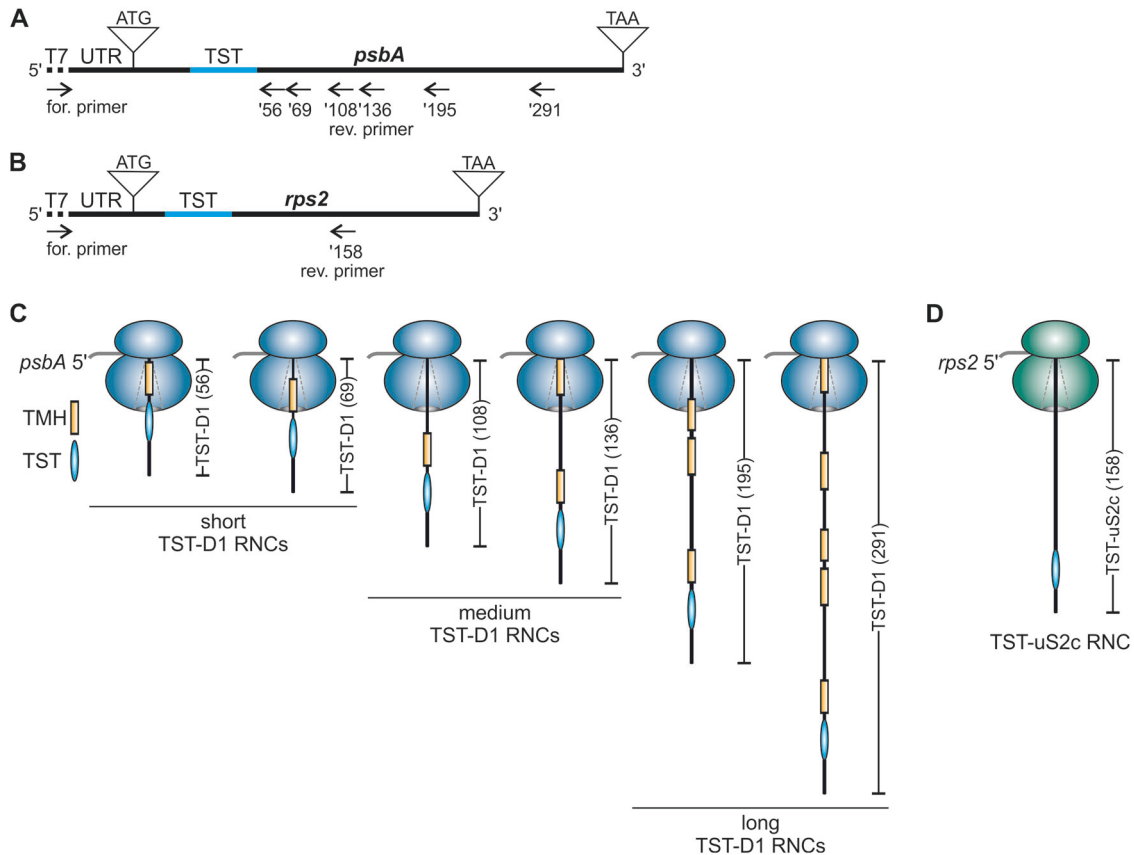 A
ATG
TAA
T7 UTR TST psbA
5' 3'
for. primer
'56 '69 '108 '136 '195 '291
rev. primer
B
ATG
TAA
T7 UTR TST rps2
5' 3'
for. primer
'158
rev. primer
C
psbA 5'
TMH
TST
TST-D1 (56)
TST-D1 (69)
TST-D1 (108)
TST-D1 (136)
TST-D1 (195)
TST-D1 (291)
short
TST-D1 RNCs
medium
TST-D1 RNCs
long
TST-D1 RNCs
D
rps2 5'
TST-uS2c (158)
TST-uS2c RNC